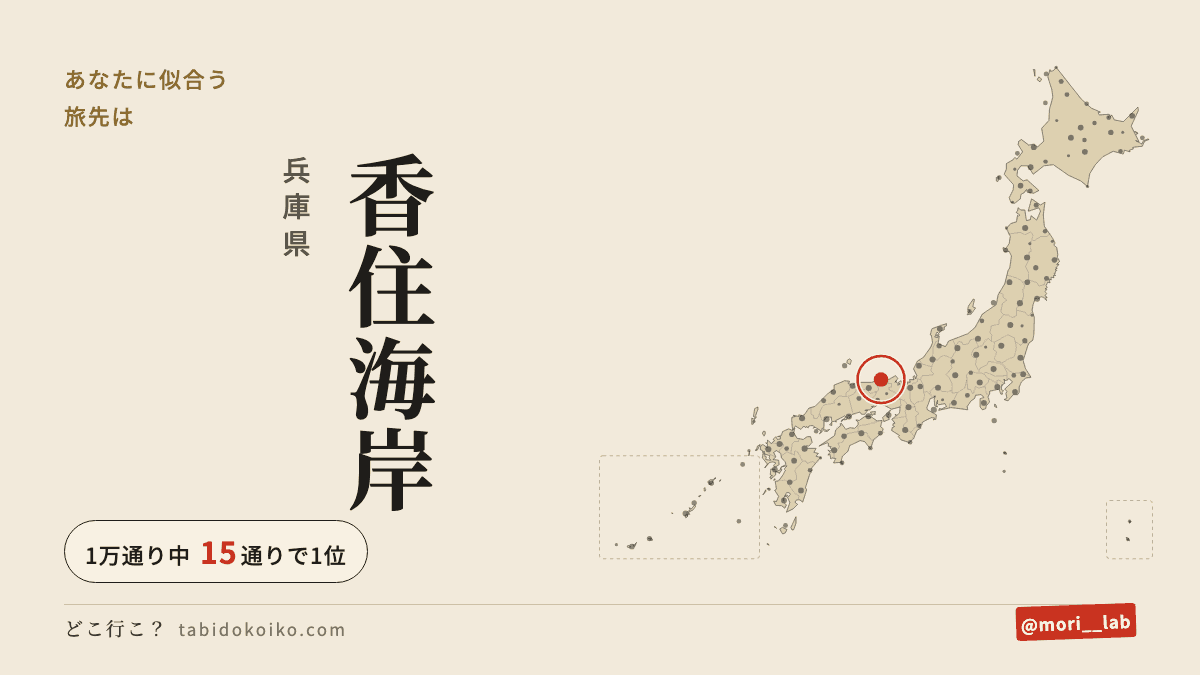 あなたに似合う
旅先は
香住海岸
兵庫県
1万通り中 15通りで1位
どこ行こ？ tabidokoiko.com
@mori__lab